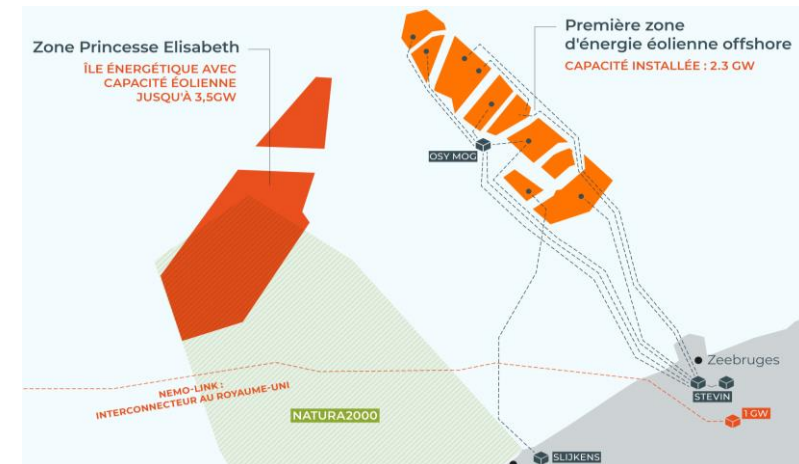 Zone Princesse Elisabeth
ÎLE ÉNERGÉTIQUE AVEC
CAPACITÉ ÉOLIENNE
JUSQU'À 3,5GW
Première zone
d'énergie éolienne offshore
CAPACITÉ INSTALLÉE : 2.3 GW
OSY MOG
Zeebruges
STEVIN
NEMO-LINK :
INTERCONNECTEUR AU ROYAUME-UNI
NATURA2000
1 GW
SLIJKENS